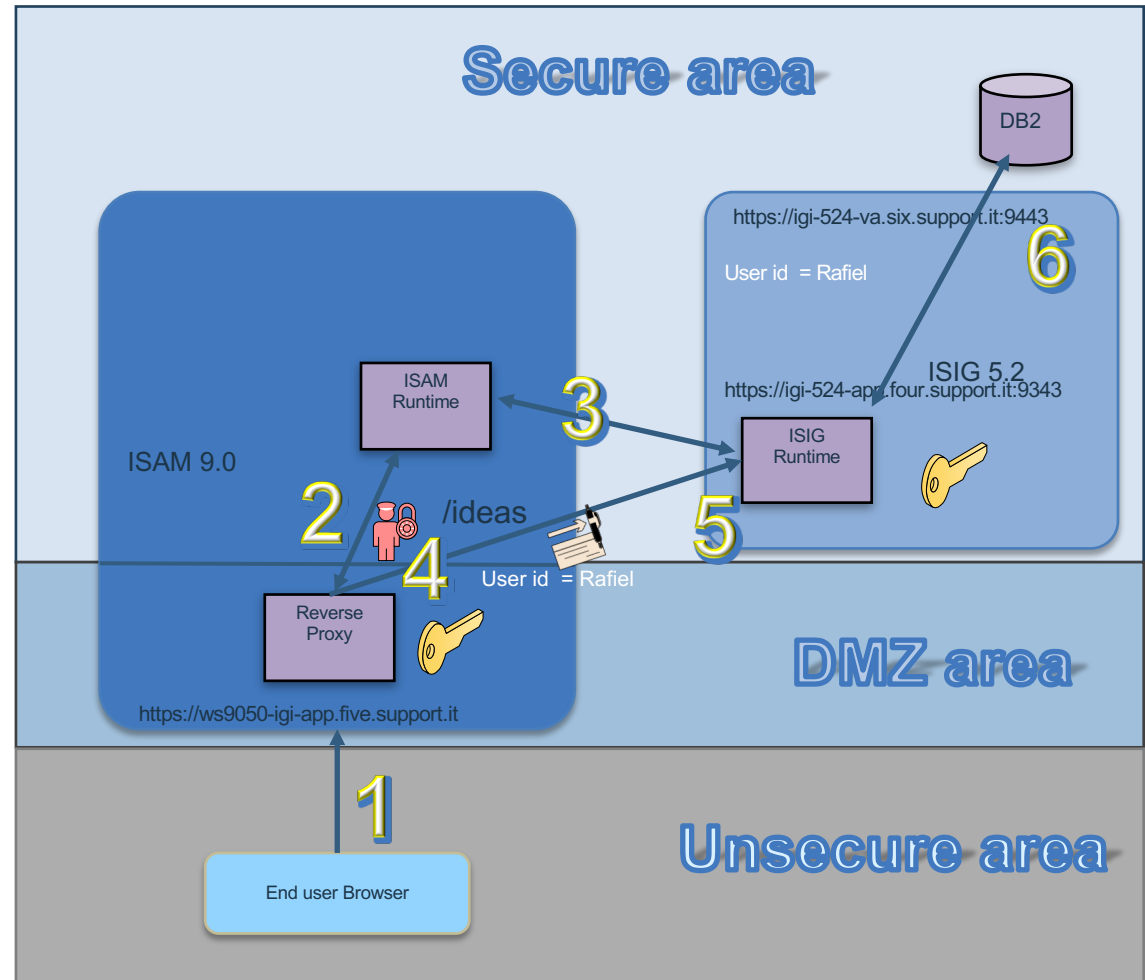 Secure area
DB2
https://igi-524-va.six.support.it:9443
6
User id = Rafiel
ISAM
Runtime
3
ISIG 5.2
https://igi-524-app.four.support.it:9343
ISIG
Runtime
ISAM 9.0
2
/ideas
5
4
User id = Rafiel
Reverse
Proxy
DMZ area
https://ws9050-igi-app.five.support.it
1
Unsecure area
End user Browser